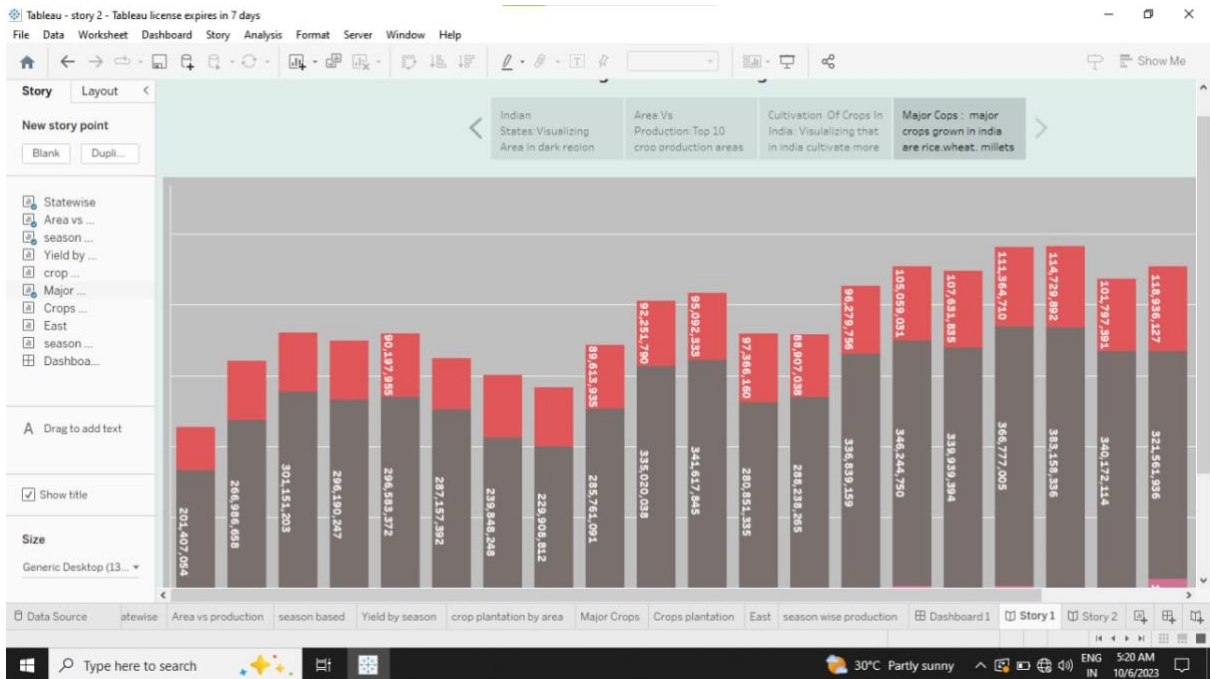 Tableau - story 2 - Tableau license expires in 7 days
File Data Worksheet Dashboard Story Analysis Format Server Window Help
Show Me
Story Layout
New story point
Blank Dupli...
Statewise
Area vs ...
season ...
Yield by ...
crop ...
Major ...
Crops ...
East
season ...
Dashboa...
A Drag to add text
Show title
Size
Generic Desktop (13...
Indian
States:Visualizing
Area in dark region
Area Vs
Production:Top 10
crop production areas
Cultivation Of Crops In
India: Visulalizing that
in india cultivate more
Major Cops : major
crops grown in india
are rice,wheat, millets
201,407,054
266,986,658
301,151,203
296,190,247
90,197,955
296,583,372
287,157,392
239,848,248
229,908,812
89,613,935
285,761,091
92,251,790
335,020,038
95,092,333
341,617,845
97,366,160
280,851,335
88,907,038
288,238,265
96,279,756
336,839,159
105,059,031
346,244,750
107,631,835
339,939,394
111,364,710
366,777,005
114,729,892
383,158,336
101,797,391
340,172,114
118,936,127
321,561,936
Data Source atewise Area vs production season based Yield by season crop plantation by area Major Crops Crops plantation East season wise production Dashboard 1 Story 1 Story 2
Type here to search
30°C Partly sunny
ENG
IN
5:20 AM
10/6/2023